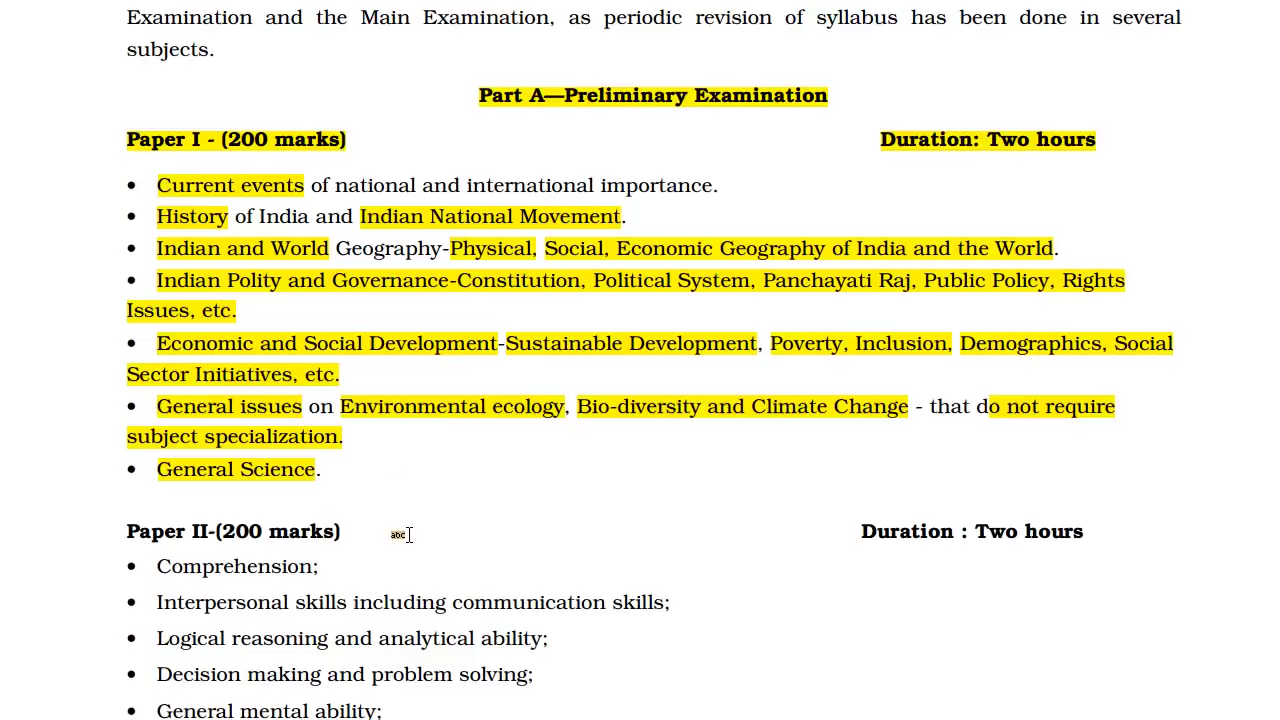 Examination and the Main Examination, as periodic revision of syllabus has been done in several
subjects.
Part A—Preliminary Examination
Paper I - (200 marks) Duration: Two hours
• Current events of national and international importance.
• History of India and Indian National Movement.
• Indian and World Geography-Physical, Social, Economic Geography of India and the World.
• Indian Polity and Governance-Constitution, Political System, Panchayati Raj, Public Policy, Rights
Issues, etc.
• Economic and Social Development-Sustainable Development, Poverty, Inclusion, Demographics, Social
Sector Initiatives, etc.
• General issues on Environmental ecology, Bio-diversity and Climate Change - that do not require
subject specialization.
• General Science.
Paper II-(200 marks) abc Duration : Two hours
• Comprehension;
• Interpersonal skills including communication skills;
• Logical reasoning and analytical ability;
• Decision making and problem solving;
• General mental ability;